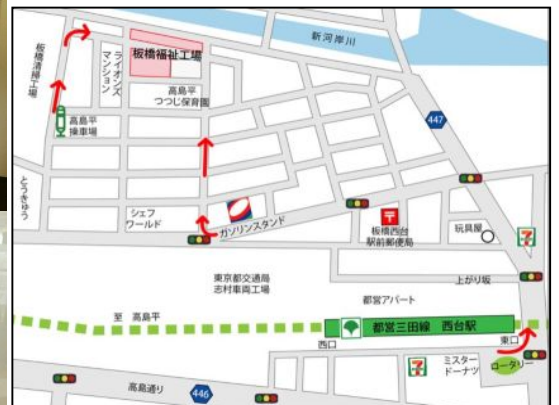 新河岸川
板橋清掃工場
ライオンズ
マンション
板橋福祉工場
高島平
つつじ保育園
高島平
操車場
447
とうきゅう
シェフ
ワールド
ガソリンスタンド
〒
板橋西台
駅前郵便局
玩具屋
7
東京都交通局
志村車両工場
上がり坂
都営アパート
至 高島平
都営三田線 西台駅
西口
東口
7
ミスター
ドーナツ
ロータリー
高島通り
446